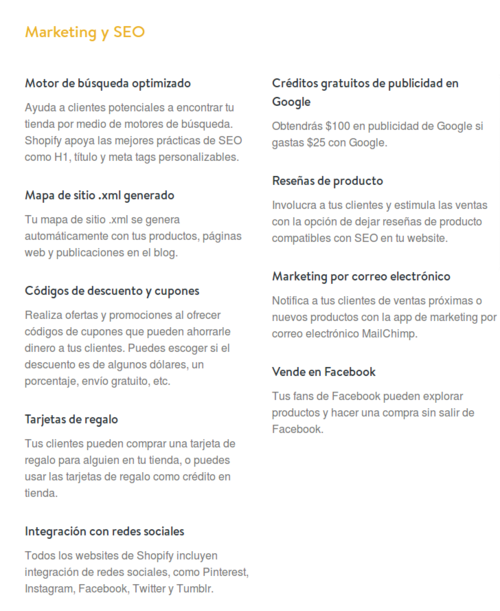 Marketing y SEO
Motor de búsqueda optimizado
Ayuda a clientes potenciales a encontrar tu
tienda por medio de motores de búsqueda.
Shopify apoya las mejores prácticas de SEO
como H1, título y meta tags personalizables.
Mapa de sitio .xml generado
Tu mapa de sitio .xml se genera
automáticamente con tus productos, páginas
web y publicaciones en el blog.
Códigos de descuento y cupones
Realiza ofertas y promociones al ofrecer
códigos de cupones que pueden ahorrarle
dinero a tus clientes. Puedes escoger si el
descuento es de algunos dólares, un
porcentaje, envío gratuito, etc.
Tarjetas de regalo
Tus clientes pueden comprar una tarjeta de
regalo para alguien en tu tienda, o puedes
usar las tarjetas de regalo como crédito en
tienda.
Integración con redes sociales
Todos los websites de Shopify incluyen
integración de redes sociales, como Pinterest,
Instagram, Facebook, Twitter y Tumblr.
Créditos gratuitos de publicidad en
Google
Obtendrás $100 en publicidad de Google si
gastas $25 con Google.
Reseñas de producto
Involucra a tus clientes y estimula las ventas
con la opción de dejar reseñas de producto
compatibles con SEO en tu website.
Marketing por correo electrónico
Notifica a tus clientes de ventas próximas o
nuevos productos con la app de marketing por
correo electrónico MailChimp.
Vende en Facebook
Tus fans de Facebook pueden explorar
productos y hacer una compra sin salir de
Facebook.